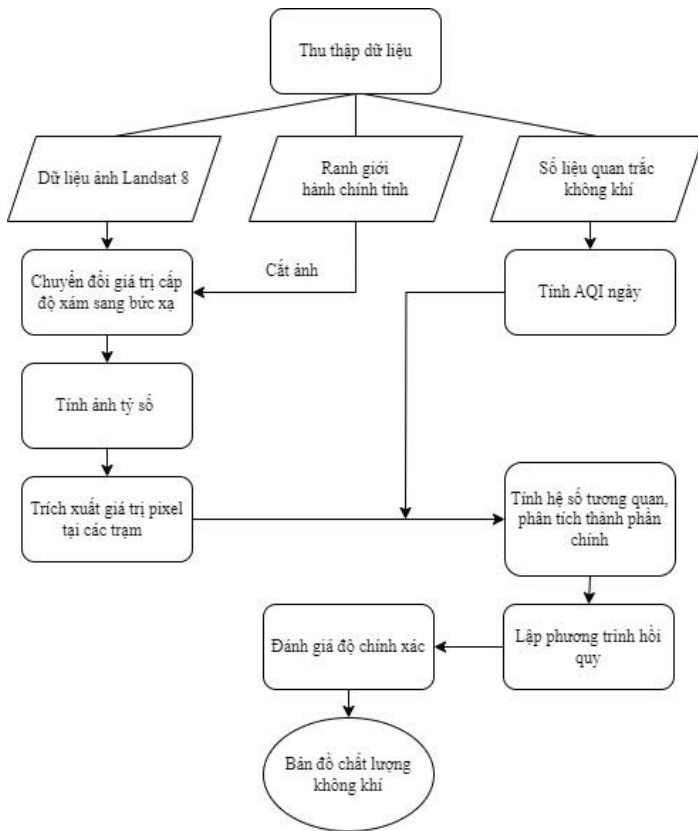 Thu thập dữ liệu
Dữ liệu ảnh Landsat 8
Ranh giới
hành chính tỉnh
Số liệu quan trắc
không khí
Chuyển đổi giá trị cấp
độ xám sang bức xạ
Cắt ảnh
Tính AQI ngày
Tính ảnh tỷ số
Trích xuất giá trị pixel
tại các trạm
Tính hệ số tương quan,
phân tích thành phần
chính
Đánh giá độ chính xác
Lập phương trình hồi
quy
Bản đồ chất lượng
không khí